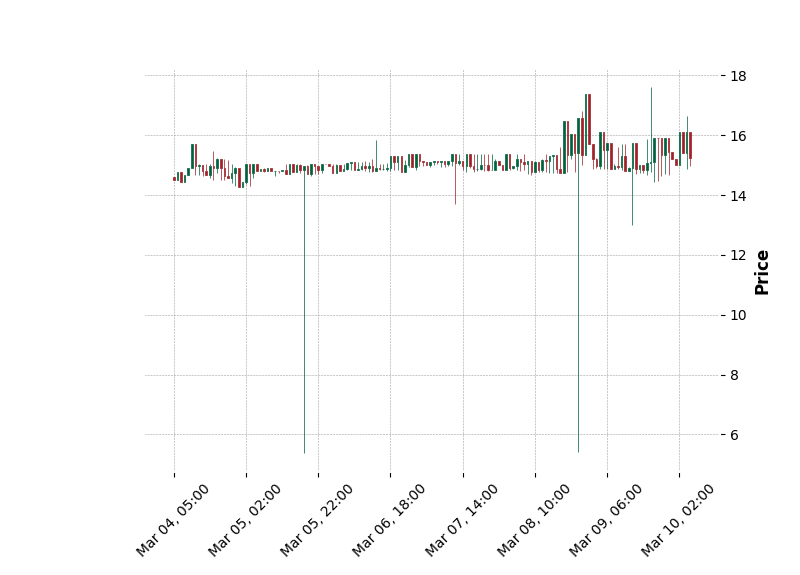 18
16
14
12
10
8
6
Price
Mar 04, 05:00
Mar 05, 02:00
Mar 05, 22:00
Mar 06, 18:00
Mar 07, 14:00
Mar 08, 10:00
Mar 09, 06:00
Mar 10, 02:00